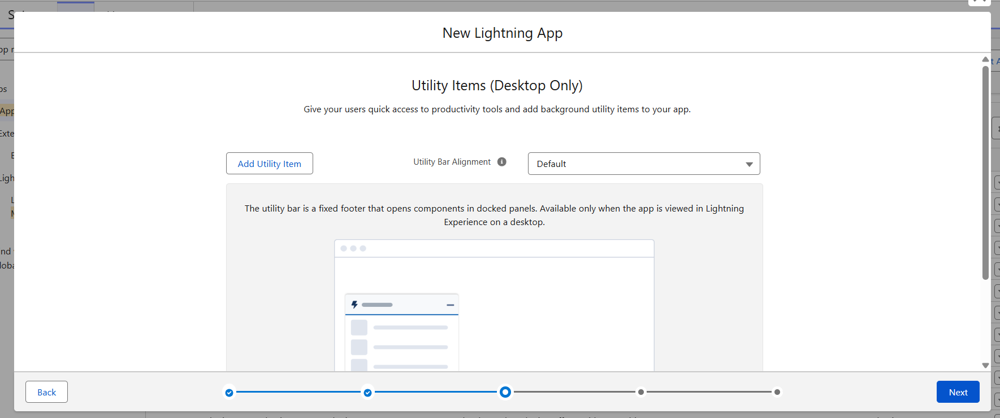 New Lightning App
Utility Items (Desktop Only)
Give your users quick access to productivity tools and add background utility items to your app.
Add Utility Item
Utility Bar Alignment
Default
The utility bar is a fixed footer that opens components in docked panels. Available only when the app is viewed in Lightning
Experience on a desktop.
Back
Next